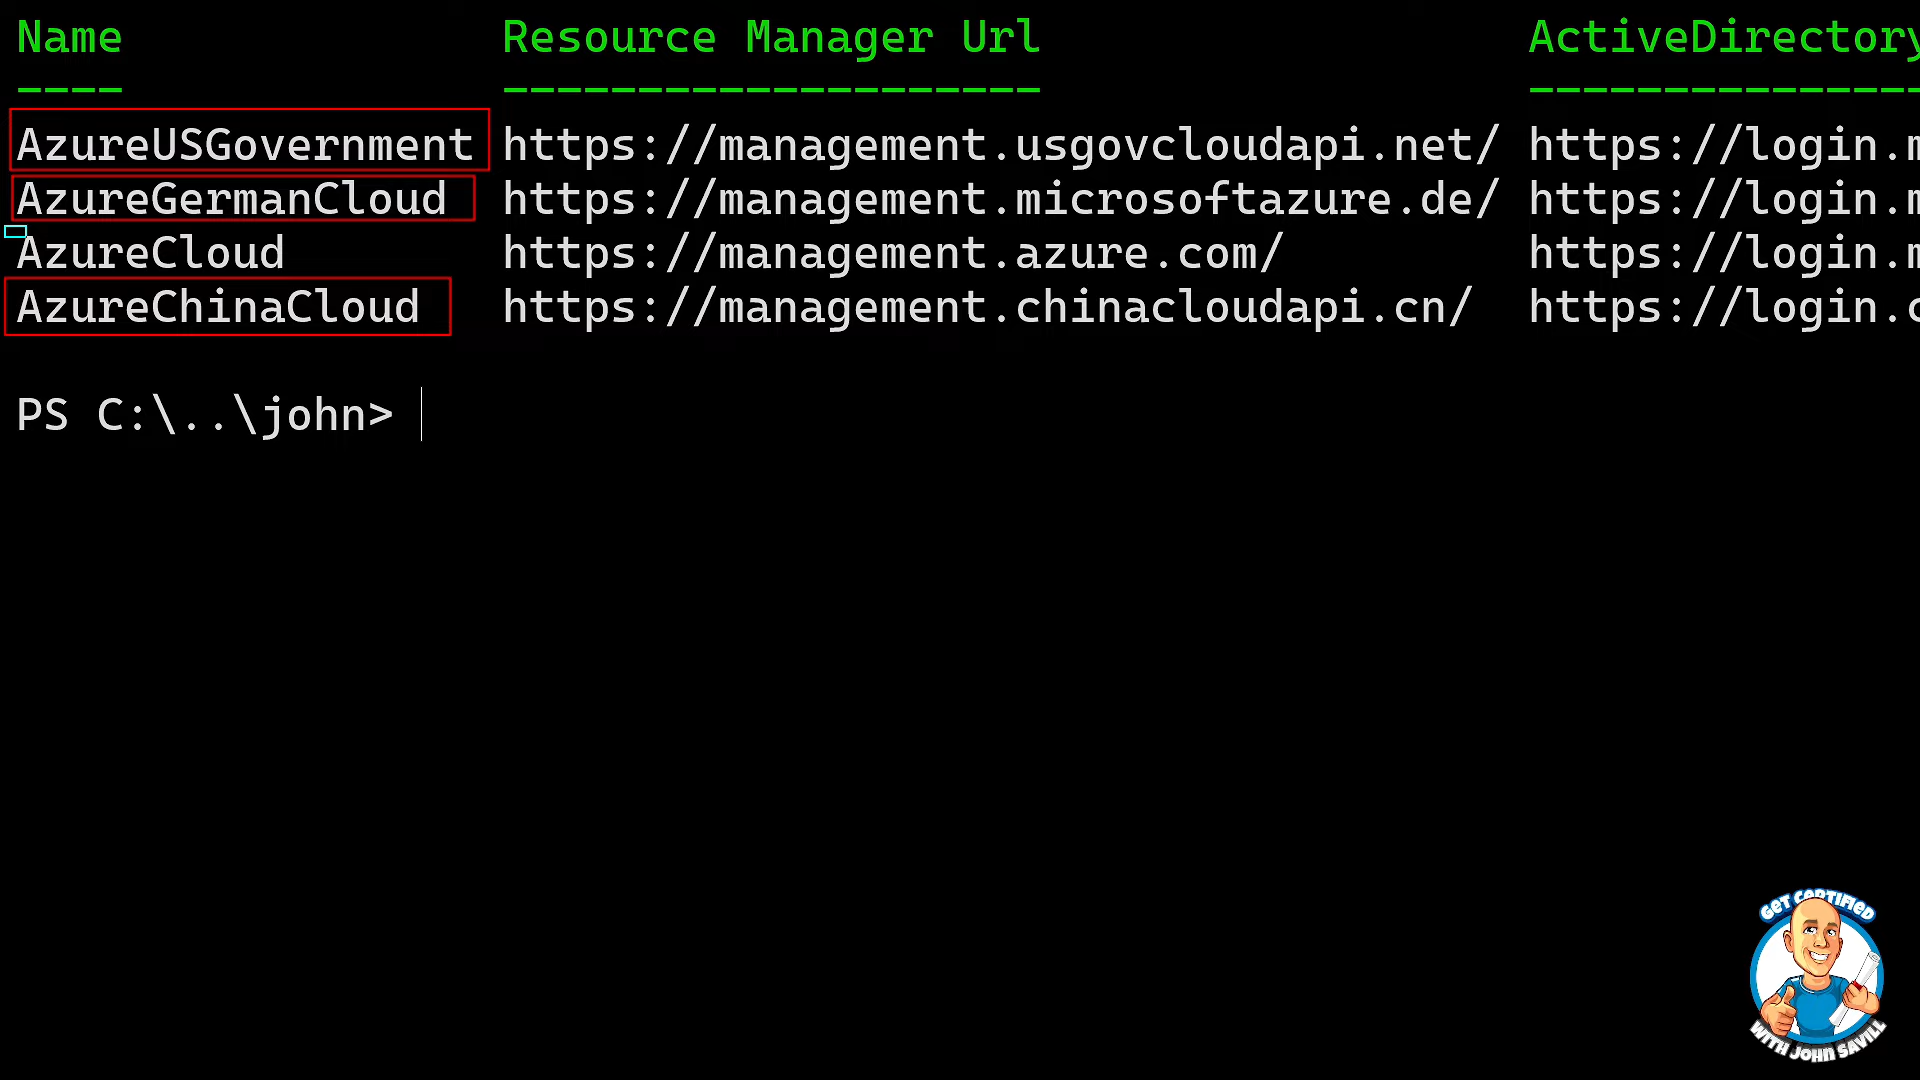 Name Resource Manager Url ActiveDirectory
---- -------------------- ---------------
AzureUSGovernment https://management.usgovcloudapi.net/ https://login.m
AzureGermanCloud https://management.microsoftazure.de/ https://login.m
AzureCloud https://management.azure.com/ https://login.m
AzureChinaCloud https://management.chinacloudapi.cn/ https://login.c
PS C:\..\john>
GET CERTIFIED
WITH JOHN SAVILL